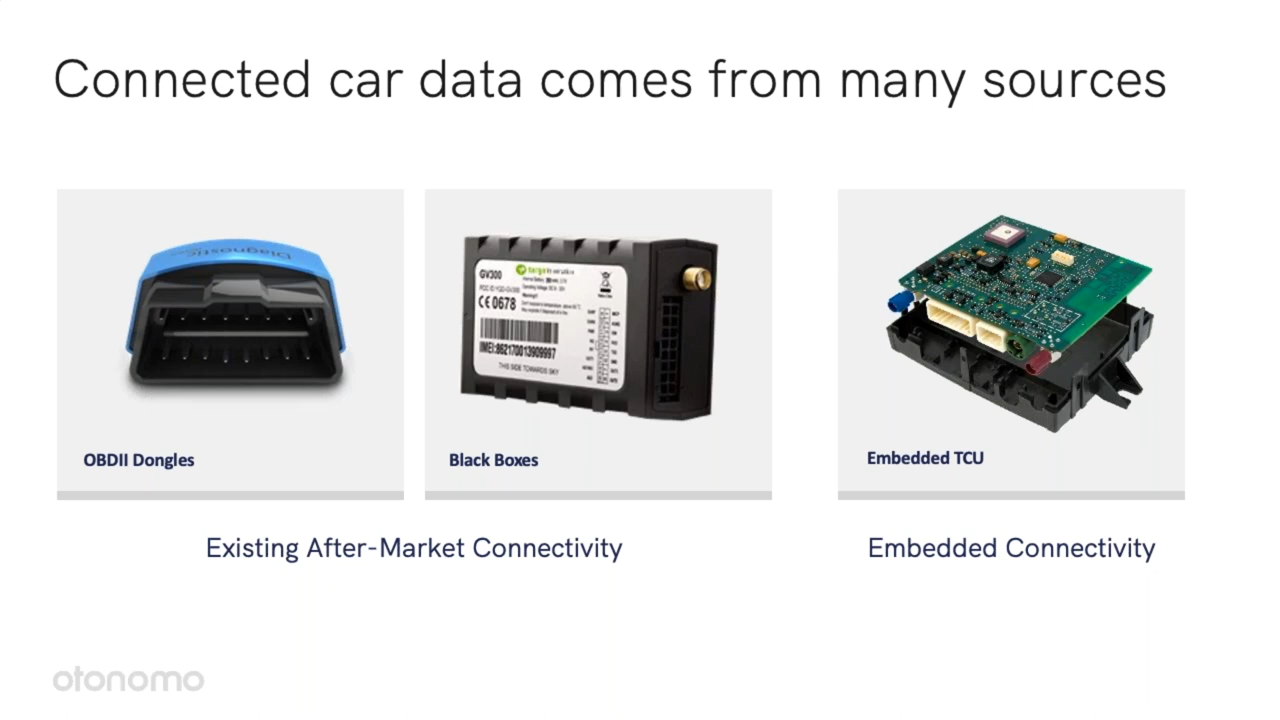 Connected car data comes from many sources
Diagnostic
GV300
CE 0678
IMEI:862170013909997
THIS SIDE TOWARDS SKY
OBDII Dongles
Black Boxes
Embedded TCU
Existing After-Market Connectivity
Embedded Connectivity
otonomo